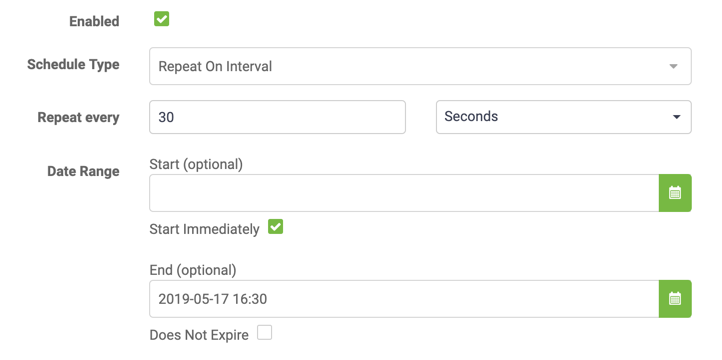 Enabled
Schedule Type
Repeat On Interval
Repeat every
30
Seconds
Date Range
Start (optional)
Start Immediately
End (optional)
2019-05-17 16:30
Does Not Expire